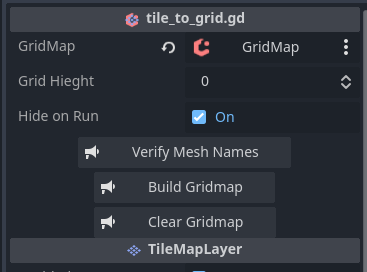 tile_to_grid.gd
GridMap GridMap
Grid Hieght 0
Hide on Run On
Verify Mesh Names
Build Gridmap
Clear Gridmap
TileMapLayer